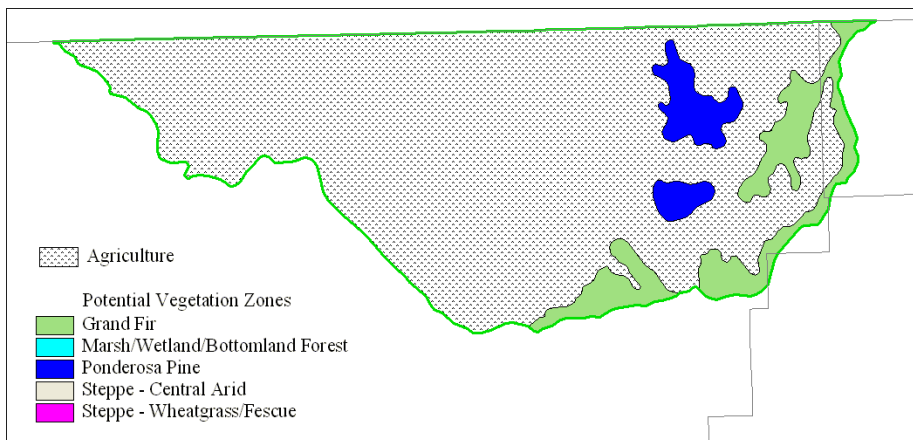 Agriculture
Potential Vegetation Zones
Grand Fir
Marsh/Wetland/Bottomland Forest
Ponderosa Pine
Steppe - Central Arid
Steppe - Wheatgrass/Fescue